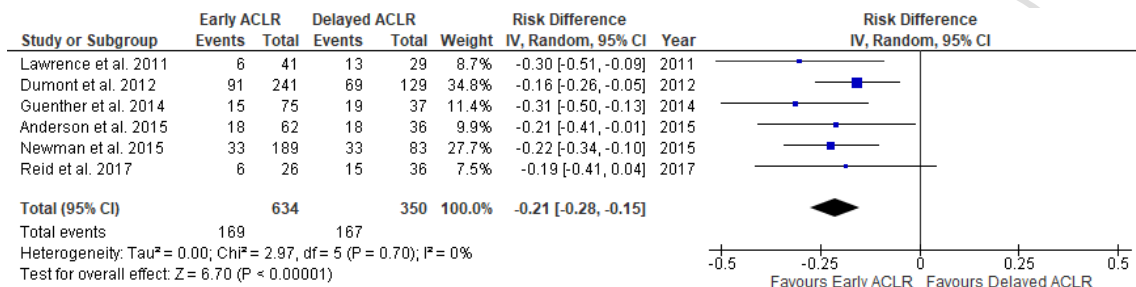 Early ACLR Delayed ACLR Risk Difference Risk Difference
Study or Subgroup Events Total Events Total Weight IV, Random, 95% CI Year IV, Random, 95% CI
Lawrence et al. 2011 6 41 13 29 8.7% -0.30 [-0.51, -0.09] 2011
Dumont et al. 2012 91 241 69 129 34.8% -0.16 [-0.26, -0.05] 2012
Guenther et al. 2014 15 75 19 37 11.4% -0.31 [-0.50, -0.13] 2014
Anderson et al. 2015 18 62 18 36 9.9% -0.21 [-0.41, -0.01] 2015
Newman et al. 2015 33 189 33 83 27.7% -0.22 [-0.34, -0.10] 2015
Reid et al. 2017 6 26 15 36 7.5% -0.19 [-0.41, 0.04] 2017
Total (95% CI) 634 350 100.0% -0.21 [-0.28, -0.15]
Total events 169 167
Heterogeneity: Tau² = 0.00; Chi² = 2.97, df = 5 (P = 0.70); I² = 0%
Test for overall effect: Z = 6.70 (P < 0.00001)
-0.5 -0.25 0 0.25 0.5
Favours Early ACLR Favours Delayed ACLR